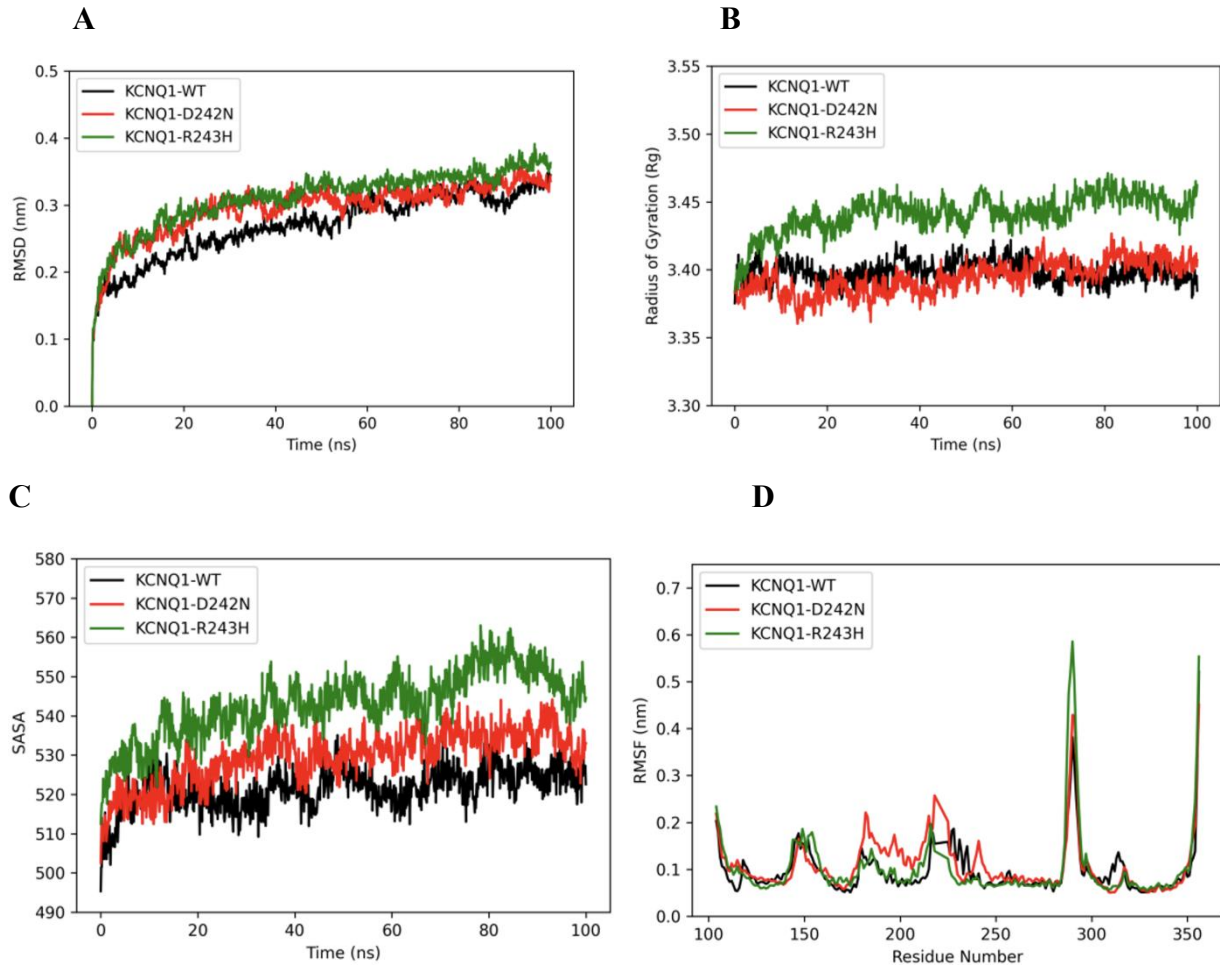 A
0.5
0.4
0.3
0.2
0.1
0.0
RMSD (nm)
KCNQ1-WT
KCNQ1-D242N
KCNQ1-R243H
0 20 40 60 80 100
Time (ns)
B
3.55
3.50
3.45
3.40
3.35
3.30
Radius of Gyration (Rg)
KCNQ1-WT
KCNQ1-D242N
KCNQ1-R243H
0 20 40 60 80 100
Time (ns)
C
580
570
560
550
540
530
520
510
500
490
SASA
KCNQ1-WT
KCNQ1-D242N
KCNQ1-R243H
0 20 40 60 80 100
Time (ns)
D
0.7
0.6
0.5
0.4
0.3
0.2
0.1
0.0
RMSF (nm)
KCNQ1-WT
KCNQ1-D242N
KCNQ1-R243H
100 150 200 250 300 350
Residue Number